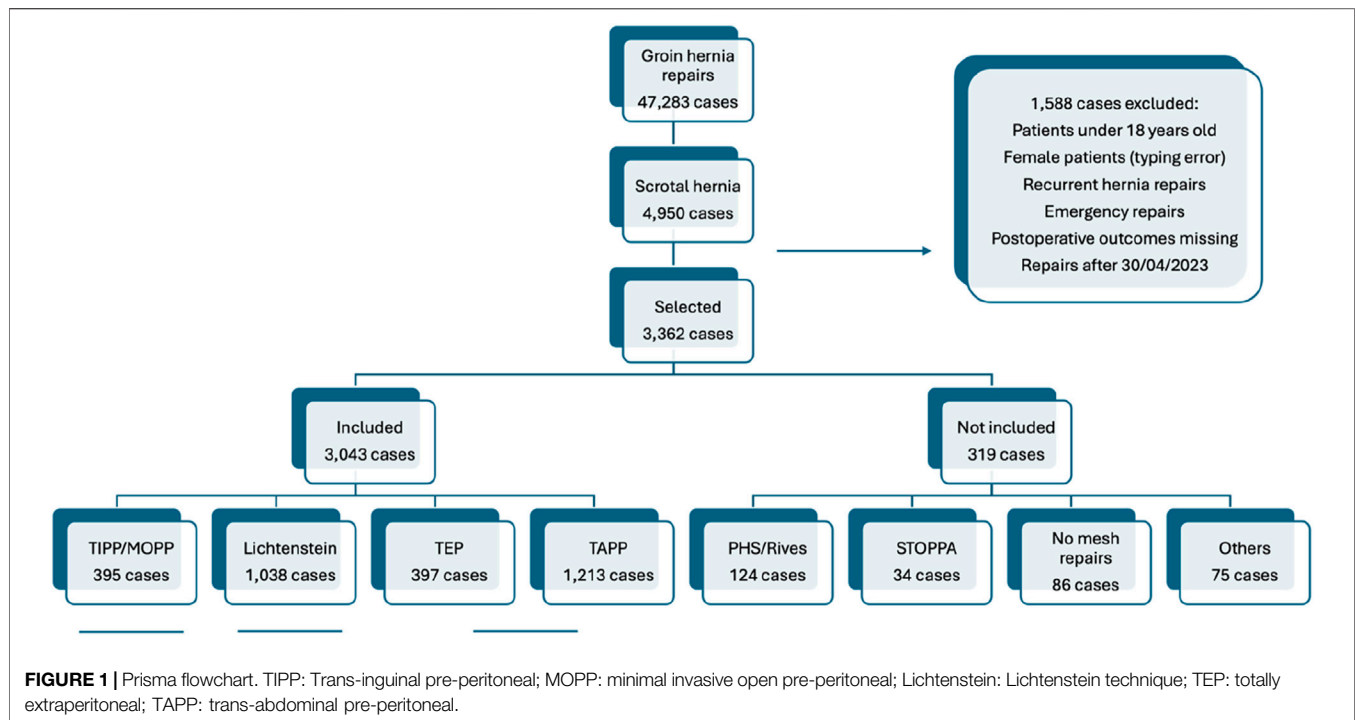 Groin hernia
repairs
47,283 cases
1,588 cases excluded:
Patients under 18 years old
Female patients (typing error)
Recurrent hernia repairs
Emergency repairs
Postoperative outcomes missing
Repairs after 30/04/2023
Scrotal hernia
4,950 cases
Selected
3,362 cases
Included
3,043 cases
Not included
319 cases
TIPP/MOPP
395 cases
Lichtenstein
1,038 cases
TEP
397 cases
TAPP
1,213 cases
PHS/Rives
124 cases
STOPPA
34 cases
No mesh
repairs
86 cases
Others
75 cases
FIGURE 1 | Prisma flowchart. TIPP: Trans-inguinal pre-peritoneal; MOPP: minimal invasive open pre-peritoneal; Lichtenstein: Lichtenstein technique; TEP: totally
extraperitoneal; TAPP: trans-abdominal pre-peritoneal.